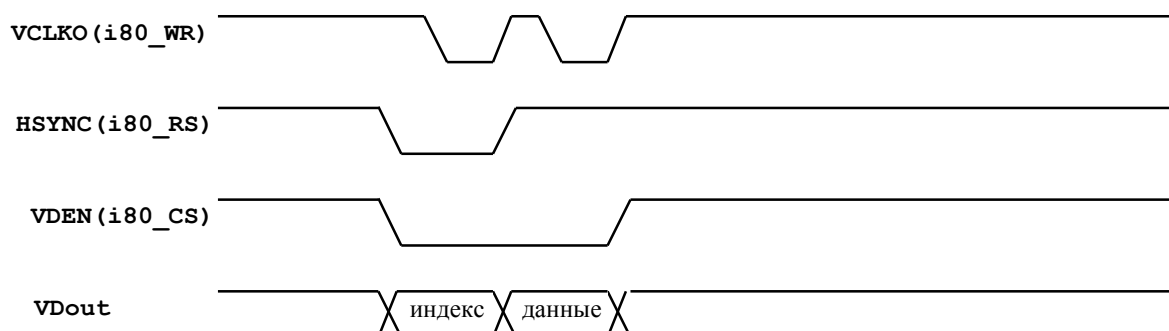 VCLKO(i80_WR)
HSYNC(i80_RS)
VDEN(i80_CS)
VDout индекс данные